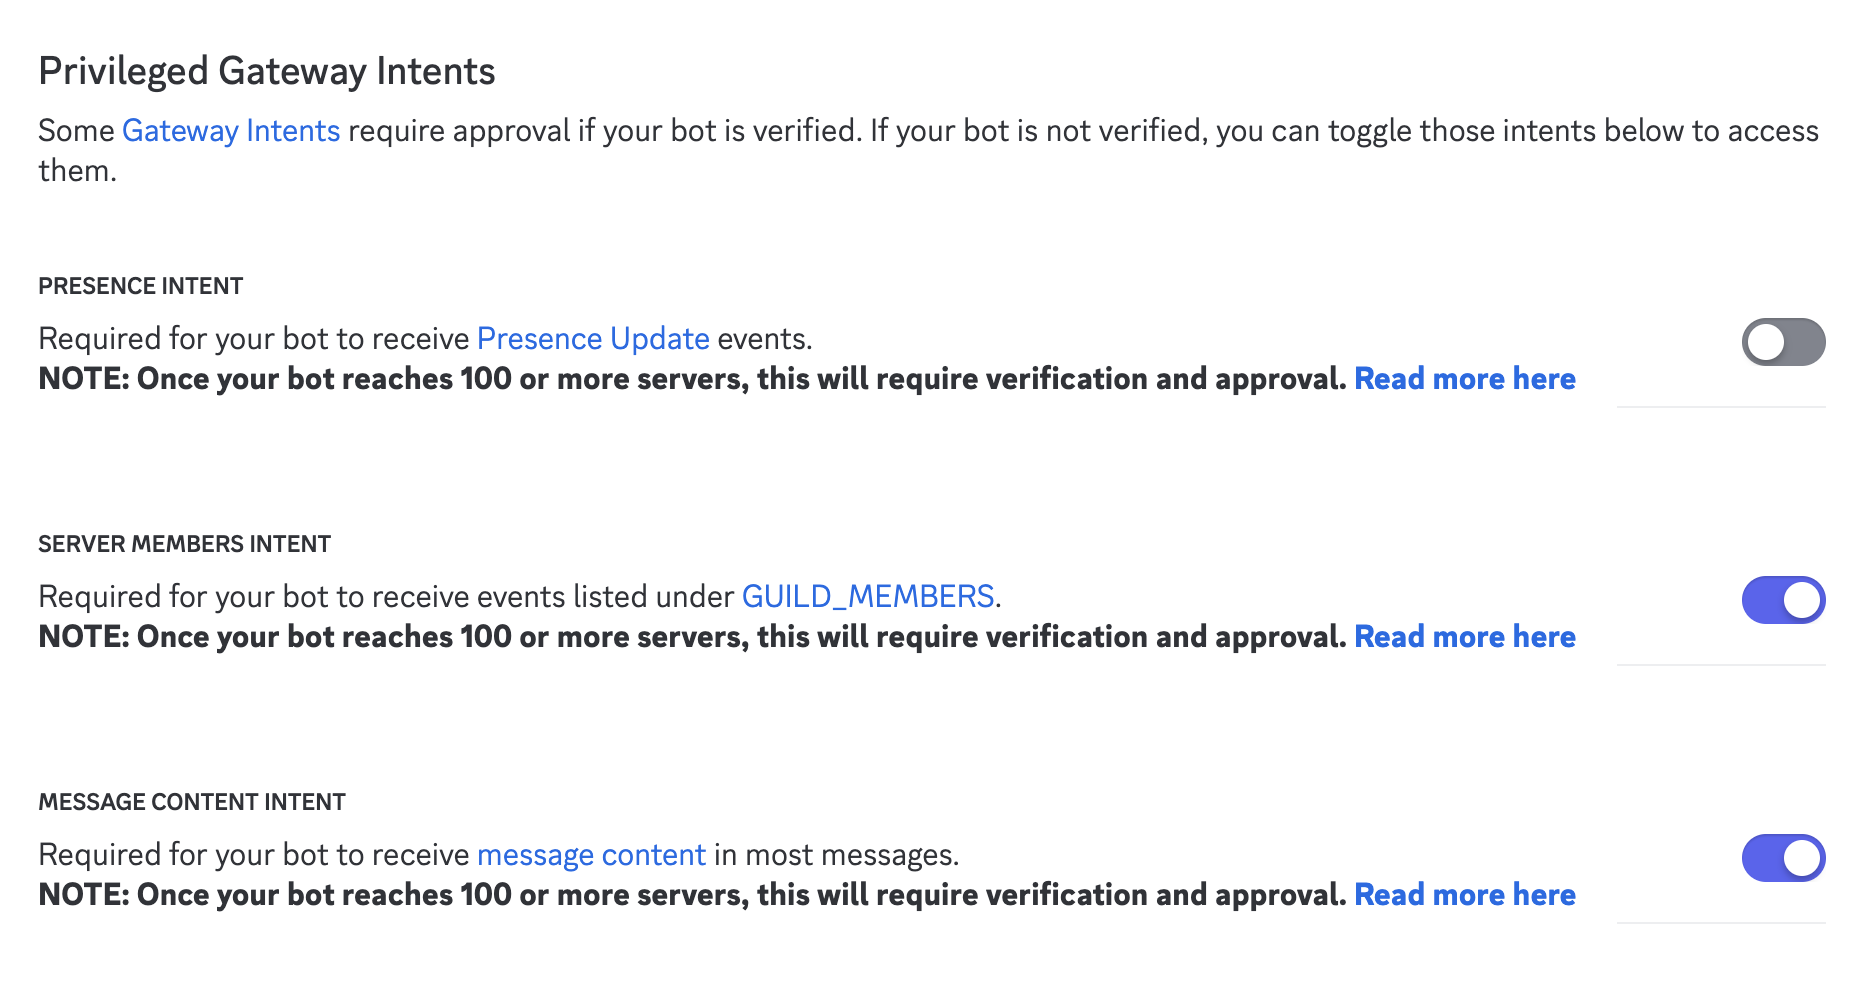 Privileged Gateway Intents
Some Gateway Intents require approval if your bot is verified. If your bot is not verified, you can toggle those intents below to access
them.
PRESENCE INTENT
Required for your bot to receive Presence Update events.
NOTE: Once your bot reaches 100 or more servers, this will require verification and approval. Read more here
SERVER MEMBERS INTENT
Required for your bot to receive events listed under GUILD_MEMBERS.
NOTE: Once your bot reaches 100 or more servers, this will require verification and approval. Read more here
MESSAGE CONTENT INTENT
Required for your bot to receive message content in most messages.
NOTE: Once your bot reaches 100 or more servers, this will require verification and approval. Read more here